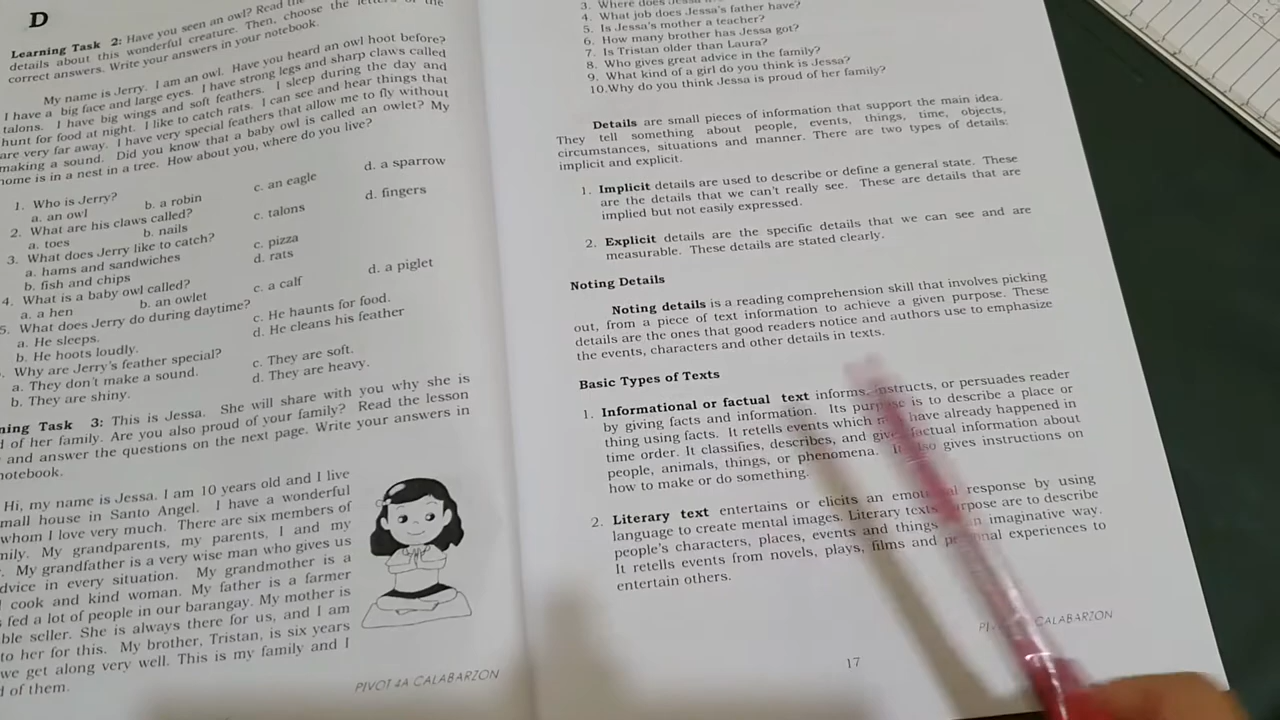 D
Learning Task 2: Have you seen an owl? Read the
details about this wonderful creature. Then, choose the letters of the
correct answers. Write your answers in your notebook.
My name is Jerry. I am an owl. Have you heard an owl hoot before?
I have a big face and large eyes. I have strong legs and sharp claws called
talons. I have big wings and soft feathers. I sleep during the day and
hunt for food at night. I like to catch rats. I can see and hear things that
are very far away. I have very special feathers that allow me to fly without
making a sound. Did you know that a baby owl is called an owlet? My
home is in a nest in a tree. How about you, where do you live?
1. Who is Jerry?
a. an owl b. a robin c. an eagle d. a sparrow
2. What are his claws called?
a. toes b. nails c. talons d. fingers
3. What does Jerry like to catch?
a. hams and sandwiches c. pizza
b. fish and chips d. rats
4. What is a baby owl called?
a. a hen b. an owlet c. a calf d. a piglet
5. What does Jerry do during daytime?
a. He sleeps. c. He haunts for food.
b. He hoots loudly. d. He cleans his feather
Why are Jerry's feather special?
a. They don't make a sound. c. They are soft.
b. They are shiny. d. They are heavy.
Task 3: This is Jessa. She will share with you why she is
of her family. Are you also proud of your family? Read the lesson
and answer the questions on the next page. Write your answers in
notebook.
Hi, my name is Jessa. I am 10 years old and I live
small house in Santo Angel. I have a wonderful
whom I love very much. There are six members of
My grandparents, my parents, I and my
My grandfather is a very wise man who gives us
advice in every situation. My grandmother is a
cook and kind woman. My father is a farmer
fed a lot of people in our barangay. My mother is
seller. She is always there for us, and I am
to her for this. My brother, Tristan, is six years
we get along very well. This is my family and I
of them.
PIVOT 4A CALABARZON
3. Where does
4. What job does Jessa's father have?
5. Is Jessa's mother a teacher?
6. How many brother has Jessa got?
7. Is Tristan older than Laura?
8. Who gives great advice in the family?
9. What kind of a girl do you think is Jessa?
10.Why do you think Jessa is proud of her family?
Details are small pieces of information that support the main idea.
They tell something about people, events, things, time, objects,
circumstances, situations and manner. There are two types of details:
implicit and explicit.
1. Implicit details are used to describe or define a general state. These
are the details that we can't really see. These are details that are
implied but not easily expressed.
2. Explicit details are the specific details that we can see and are
measurable. These details are stated clearly.
Noting Details
Noting details is a reading comprehension skill that involves picking
out, from a piece of text information to achieve a given purpose. These
details are the ones that good readers notice and authors use to emphasize
the events, characters and other details in texts.
Basic Types of Texts
1. Informational or factual text informs, instructs, or persuades reader
by giving facts and information. Its purpose is to describe a place or
thing using facts. It retells events which have already happened in
time order. It classifies, describes, and gives factual information about
people, animals, things, or phenomena. It also gives instructions on
how to make or do something.
2. Literary text entertains or elicits an emotional response by using
language to create mental images. Literary texts purpose are to describe
people's characters, places, events and things in an imaginative way.
It retells events from novels, plays, films and personal experiences to
entertain others.
CALABARZON
17